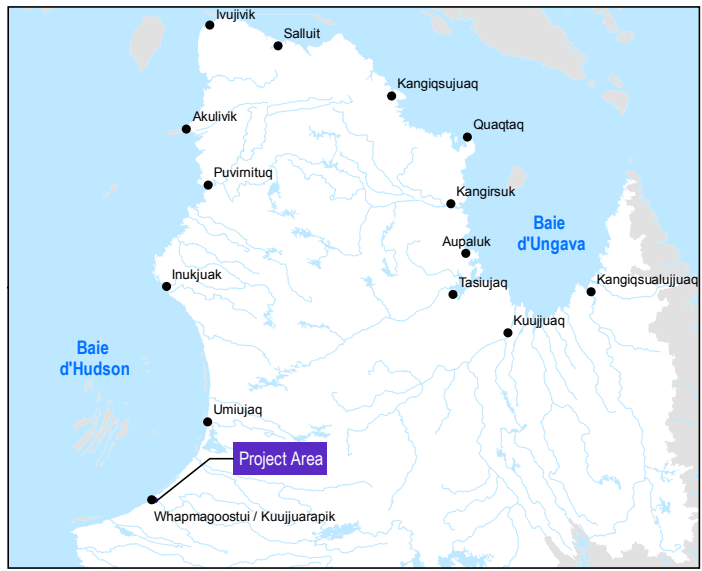 Ivujivik
Salluit
Kangiqsujuaq
Akulivik
Quaqtaq
Puvirnituq
Kangirsuk
Baie
d'Ungava
Aupaluk
Inukjuak
Tasiujaq
Kangiqsualujjuaq
Kuujjuaq
Baie
d'Hudson
Umiujaq
Project Area
Whapmagoostui / Kuujjuarapik